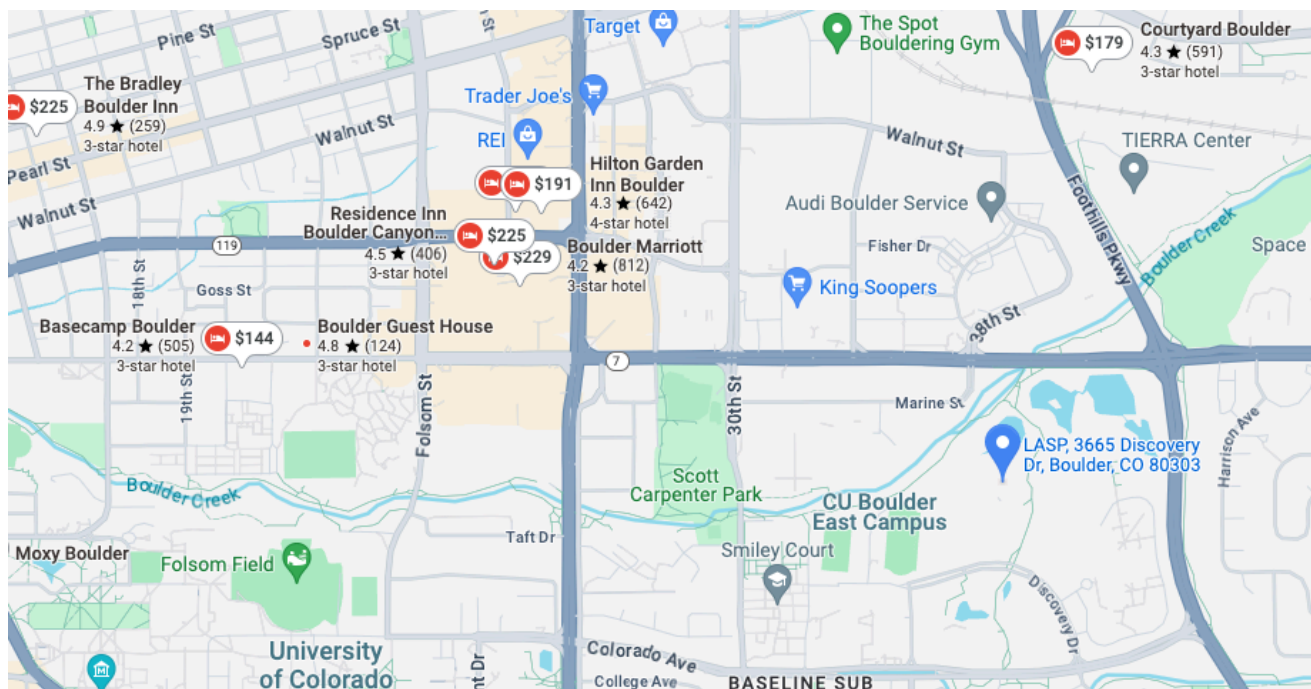 Pine St
Spruce St
h St
Target
The Spot
Bouldering Gym
$179
Courtyard Boulder
4.3 ★ (591)
3-star hotel
$225
The Bradley
Boulder Inn
4.9 ★ (259)
3-star hotel
Trader Joe's
REI
Walnut St
Walnut St
TIERRA Center
Pearl St
Walnut St
$191
Hilton Garden
Inn Boulder
4.3 ★ (642)
4-star hotel
Audi Boulder Service
Foothills Pkwy
Boulder Creek
Residence Inn
Boulder Canyon...
4.5 ★ (406)
3-star hotel
$225
$229
Boulder Marriott
4.2 ★ (812)
3-star hotel
119
Fisher Dr
Space
18th St
Goss St
King Soopers
38th St
Basecamp Boulder
4.2 ★ (505)
3-star hotel
$144
Boulder Guest House
4.8 ★ (124)
3-star hotel
7
19th St
Folsom St
30th St
Marine St
Harrison Ave
LASP, 3665 Discovery
Dr, Boulder, CO 80303
Boulder Creek
Scott
Carpenter Park
CU Boulder
East Campus
Taft Dr
Moxy Boulder
Folsom Field
Smiley Court
Discovery Dr
University
of Colorado
nt Dr
Colorado Ave
College Ave
BASELINE SUB